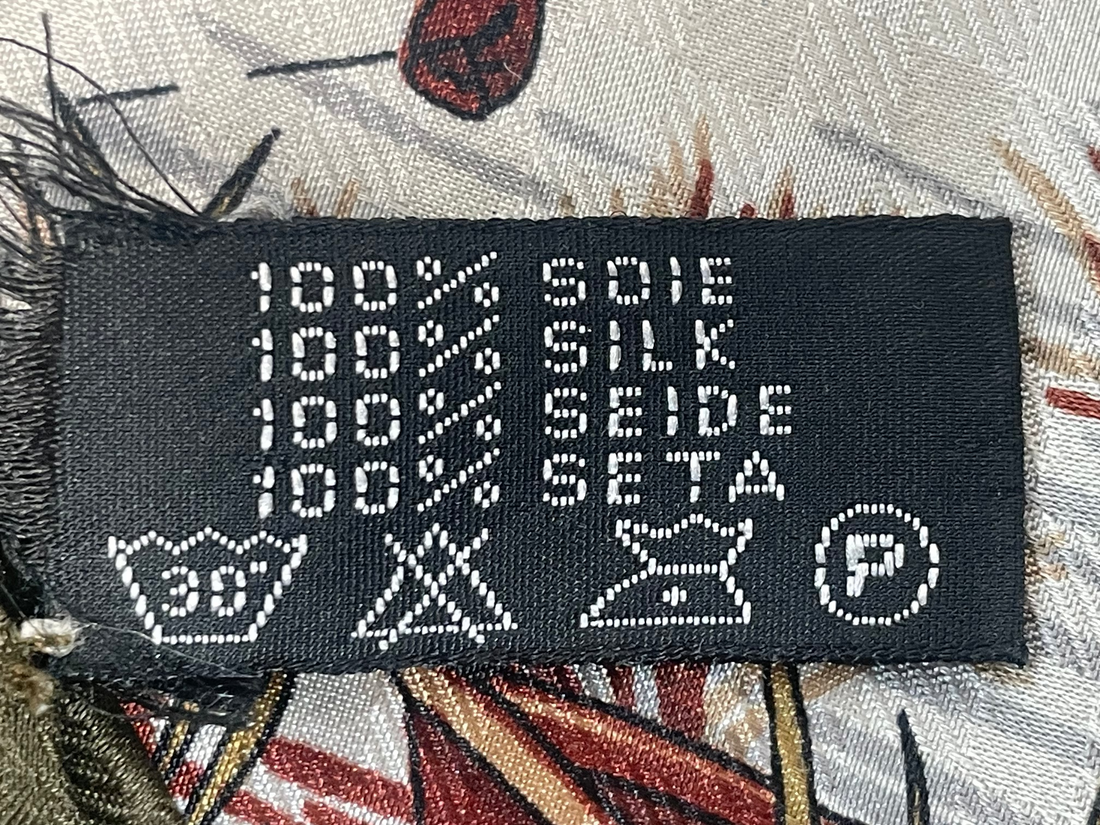 100% SOIE
100% SILK
100% SEIDE
100% SETA
30° P